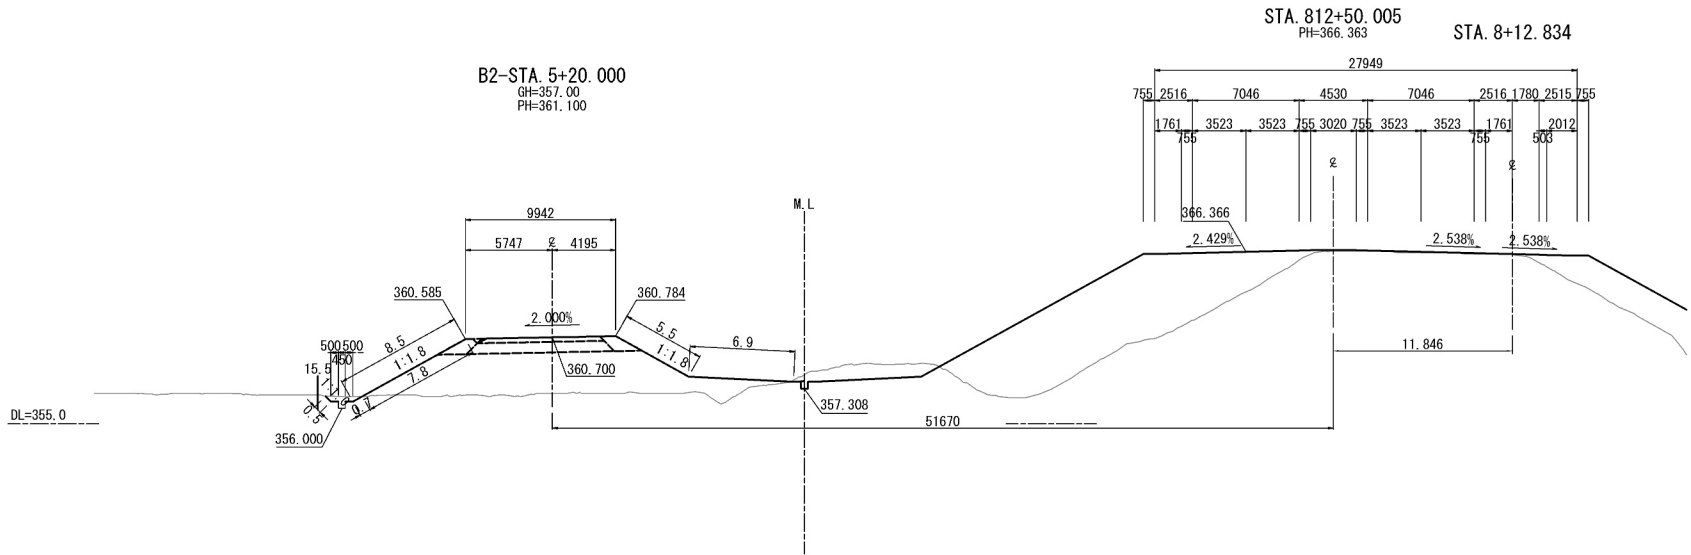 STA. 812+50. 005
PH=366. 363
STA. 8+12. 834
B2-STA. 5+20. 000
GH=357. 00
PH=361. 100
27949
755 2516 7046 4530 7046 2516 1780 2515 755
1761 3523 3523 755 3020 755 3523 3523 1761 2012
755 755 503
M. L
9942
366. 366
5747 4195
2. 429% 2. 538% 2. 538%
360. 585
360. 784
2. 000%
5. 5
8. 5
1:1. 8
1:1. 8
6. 9
500 500
450
15. 5
7. 8
360. 700
11. 846
0. 5
357. 308
DL=355. 0
51670
356. 000